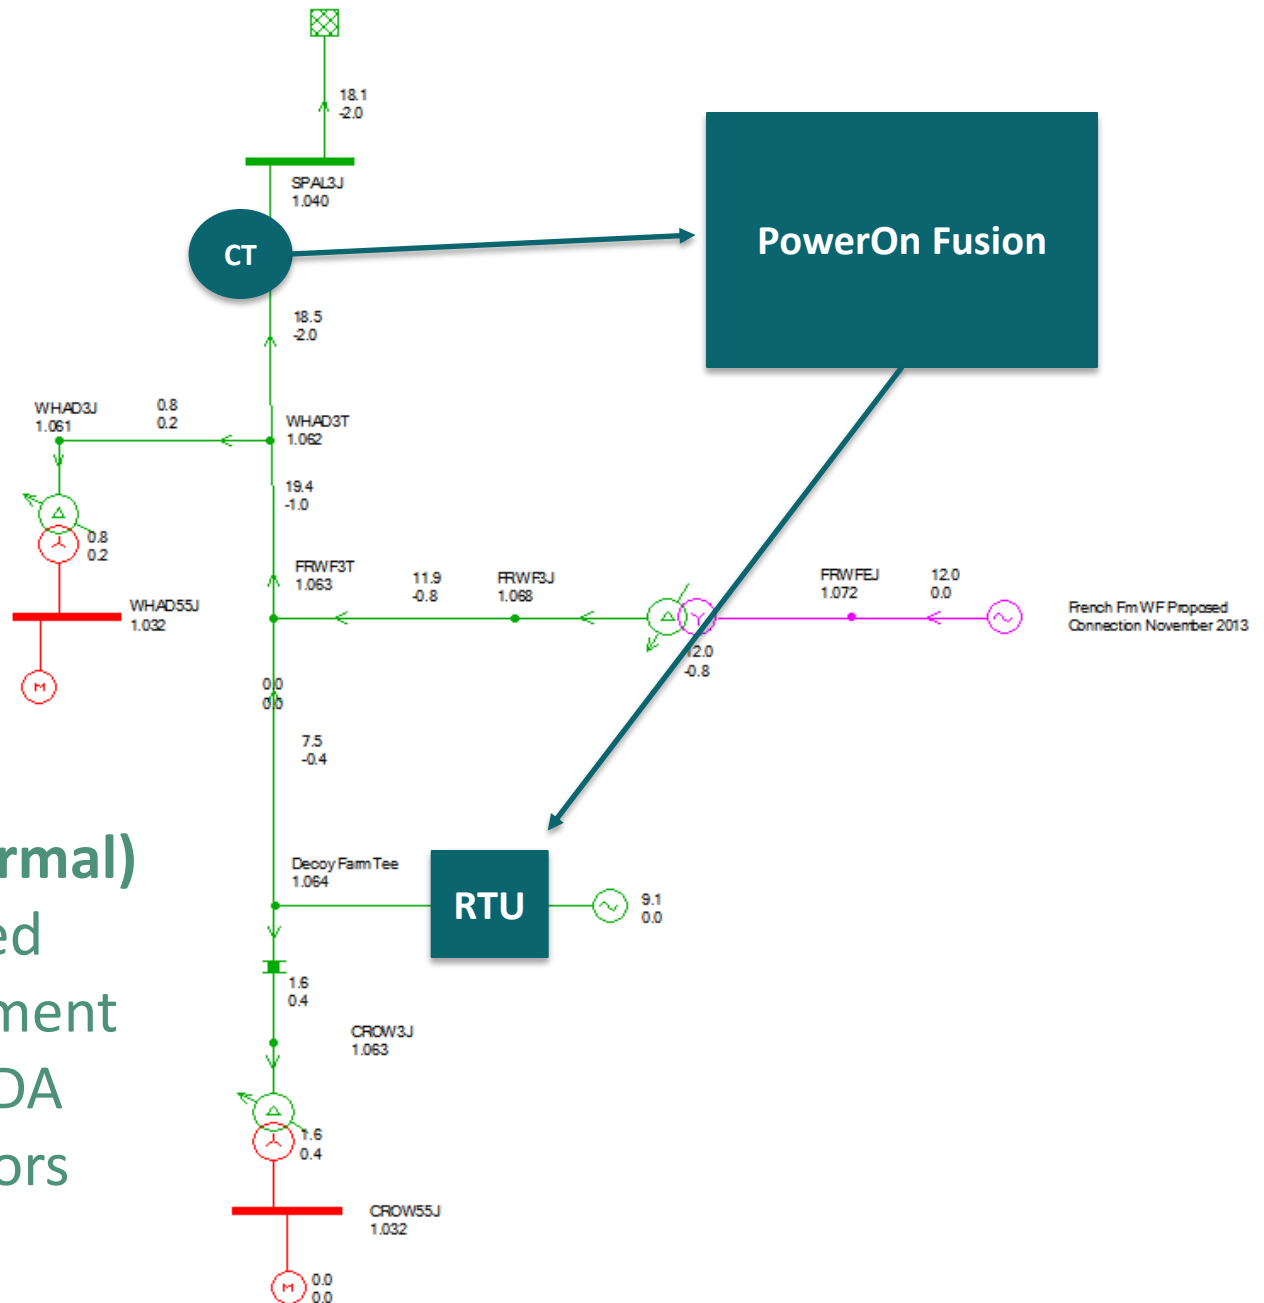 18.1
-2.0
SPAL3J
1.040
CT
PowerOn Fusion
18.5
-2.0
WHAD3J
1.061
0.8
0.2
WHAD3T
1.062
19.4
-1.0
0.8
0.2
FRWF3T
1.063
11.9
-0.8
FRWF3J
1.068
FRWFEJ
1.072
12.0
0.0
French Fm WF Proposed
Connection November 2013
WHAD55J
1.032
12.0
-0.8
M
0.0
0.0
7.5
-0.4
rmal)
Decoy Farm Tee
1.064
RTU
9.1
0.0
ed
1.6
0.4
ment
CROW3J
1.063
DA
1.6
0.4
ors
CROW55J
1.032
M
0.0
0.0